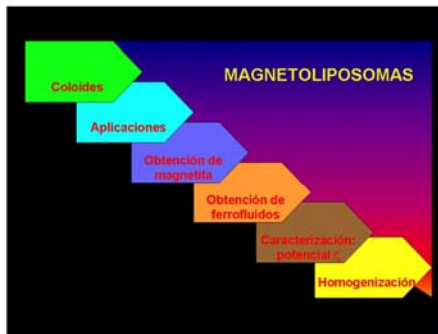 MAGNETOLIPOSOMAS
Coloides
Aplicaciones
Obtención de
magnetita
Obtención de
ferrofluidos
Caracterización:
potencial ζ
Homogenización